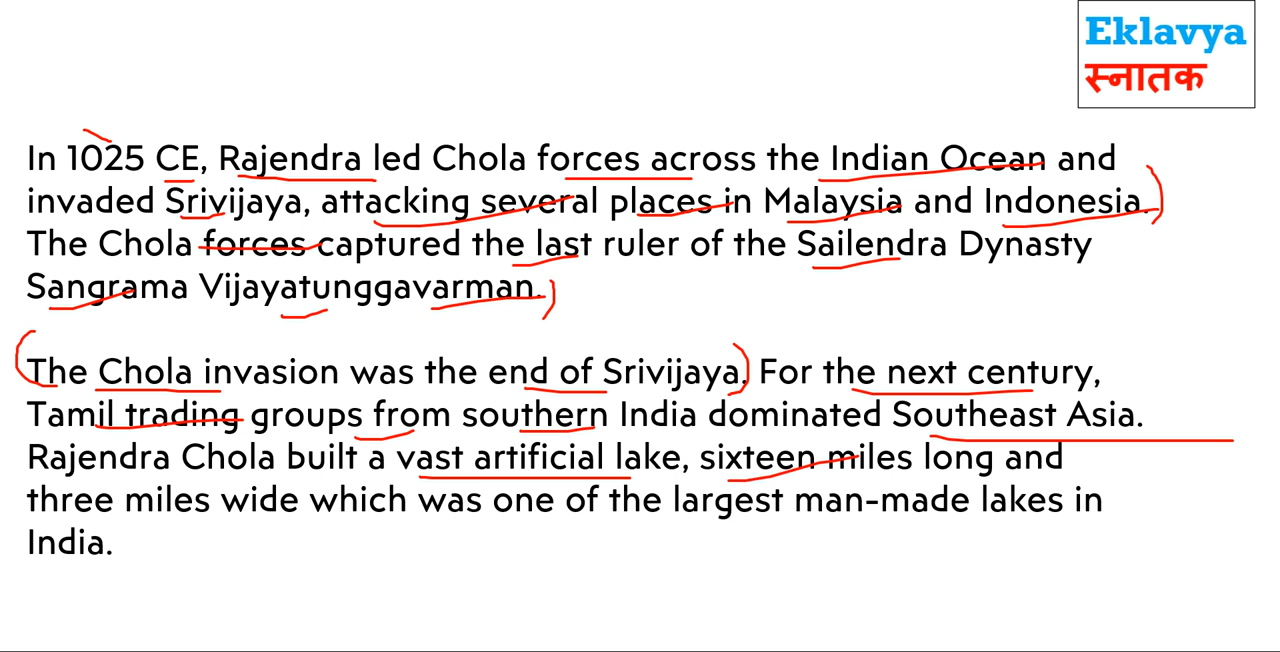 Eklavya
स्नातक
In 1025 CE, Rajendra led Chola forces across the Indian Ocean and
invaded Srivijaya, attacking several places in Malaysia and Indonesia.
The Chola forces captured the last ruler of the Sailendra Dynasty
Sangrama Vijayatunggavarman.
The Chola invasion was the end of Srivijaya. For the next century,
Tamil trading groups from southern India dominated Southeast Asia.
Rajendra Chola built a vast artificial lake, sixteen miles long and
three miles wide which was one of the largest man-made lakes in
India.